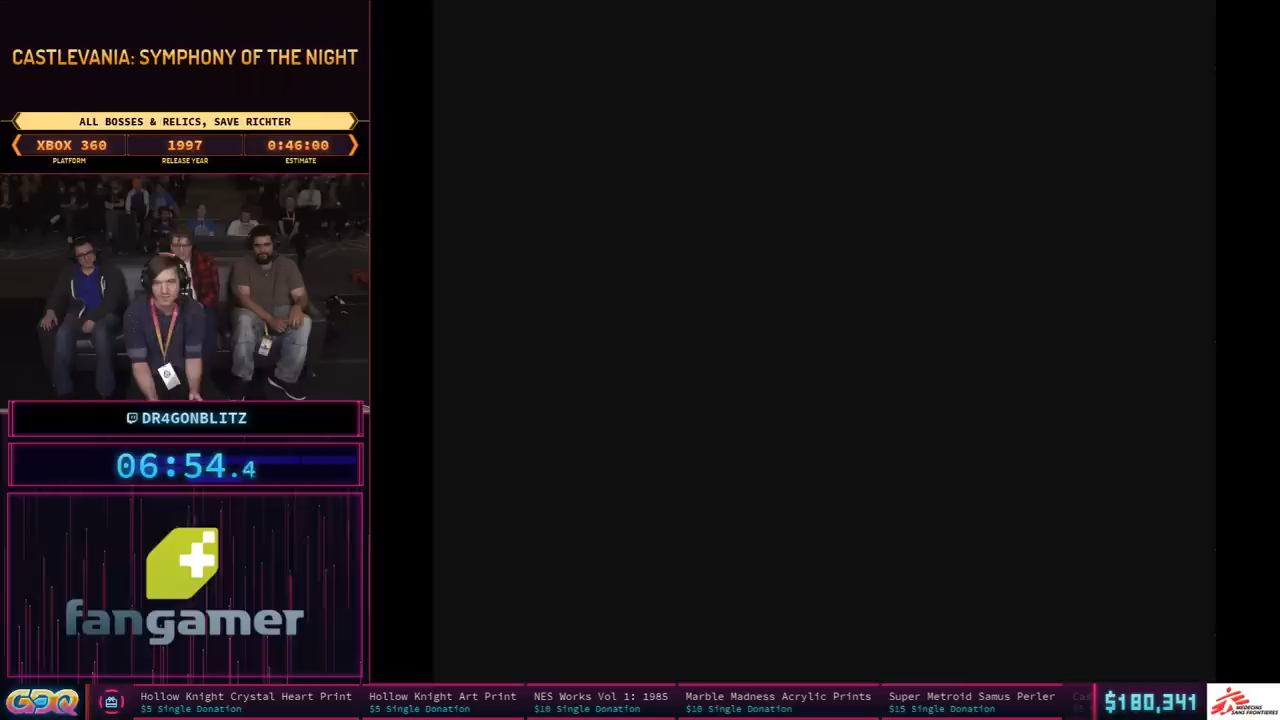 CASTLEVANIA: SYMPHONY OF THE NIGHT
ALL BOSSES & RELICS, SAVE RICHTER
XBOX 360 1997 0:46:00
PLATFORM RELEASE YEAR ESTIMATE
DR4GONBLITZ
06:54.4
fangamer
GDQ
Hollow Knight Crystal Heart Print
$5 Single Donation
Hollow Knight Art Print
$5 Single Donation
NES Works Vol 1: 1985
$10 Single Donation
Marble Madness Acrylic Prints
$10 Single Donation
Super Metroid Samus Perler
$15 Single Donation
$180,341
MEDECINS
SANS FRONTIERES